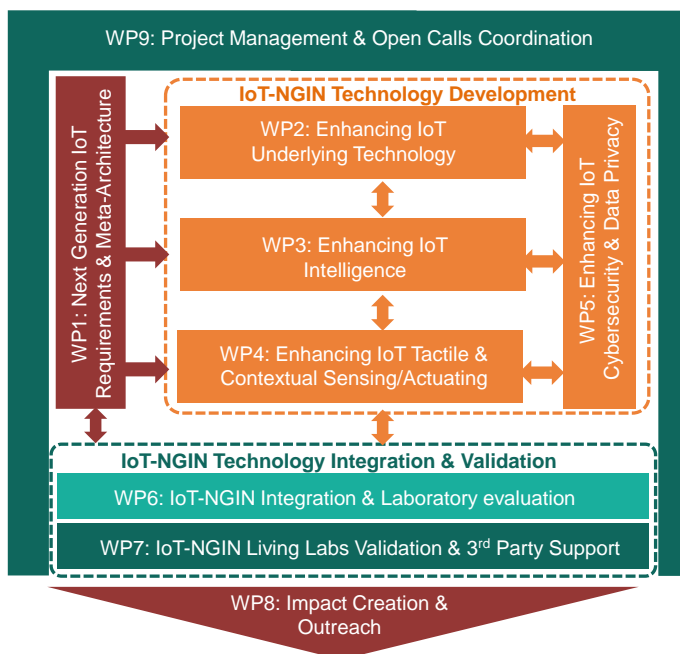 WP9: Project Management & Open Calls Coordination
IoT-NGIN Technology Development
WP1: Next Generation IoT
Requirements & Meta-Architecture
WP2: Enhancing IoT
Underlying Technology
WP3: Enhancing IoT
Intelligence
WP4: Enhancing IoT Tactile &
Contextual Sensing/Actuating
WP5: Enhancing IoT
Cybersecurity & Data Privacy
IoT-NGIN Technology Integration & Validation
WP6: IoT-NGIN Integration & Laboratory evaluation
WP7: IoT-NGIN Living Labs Validation & 3rd Party Support
WP8: Impact Creation &
Outreach